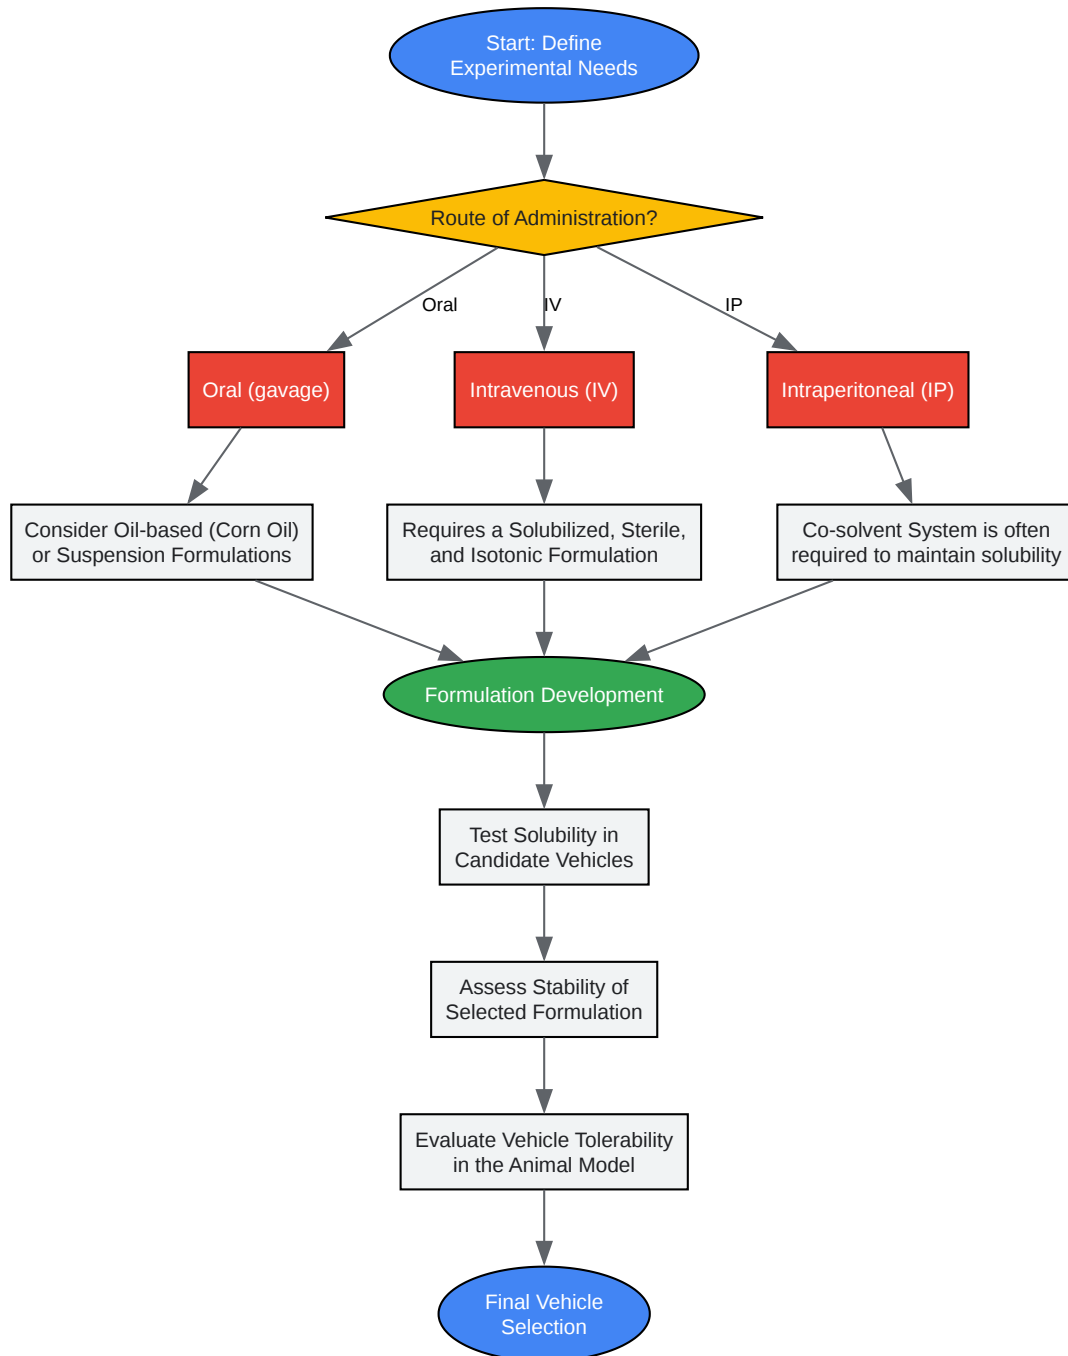 Start: Define
Experimental Needs
Route of Administration?
Oral
IV
IP
Oral (gavage)
Intravenous (IV)
Intraperitoneal (IP)
Consider Oil-based (Corn Oil)
or Suspension Formulations
Requires a Solubilized, Sterile,
and Isotonic Formulation
Co-solvent System is often
required to maintain solubility
Formulation Development
Test Solubility in
Candidate Vehicles
Assess Stability of
Selected Formulation
Evaluate Vehicle Tolerability
in the Animal Model
Final Vehicle
Selection